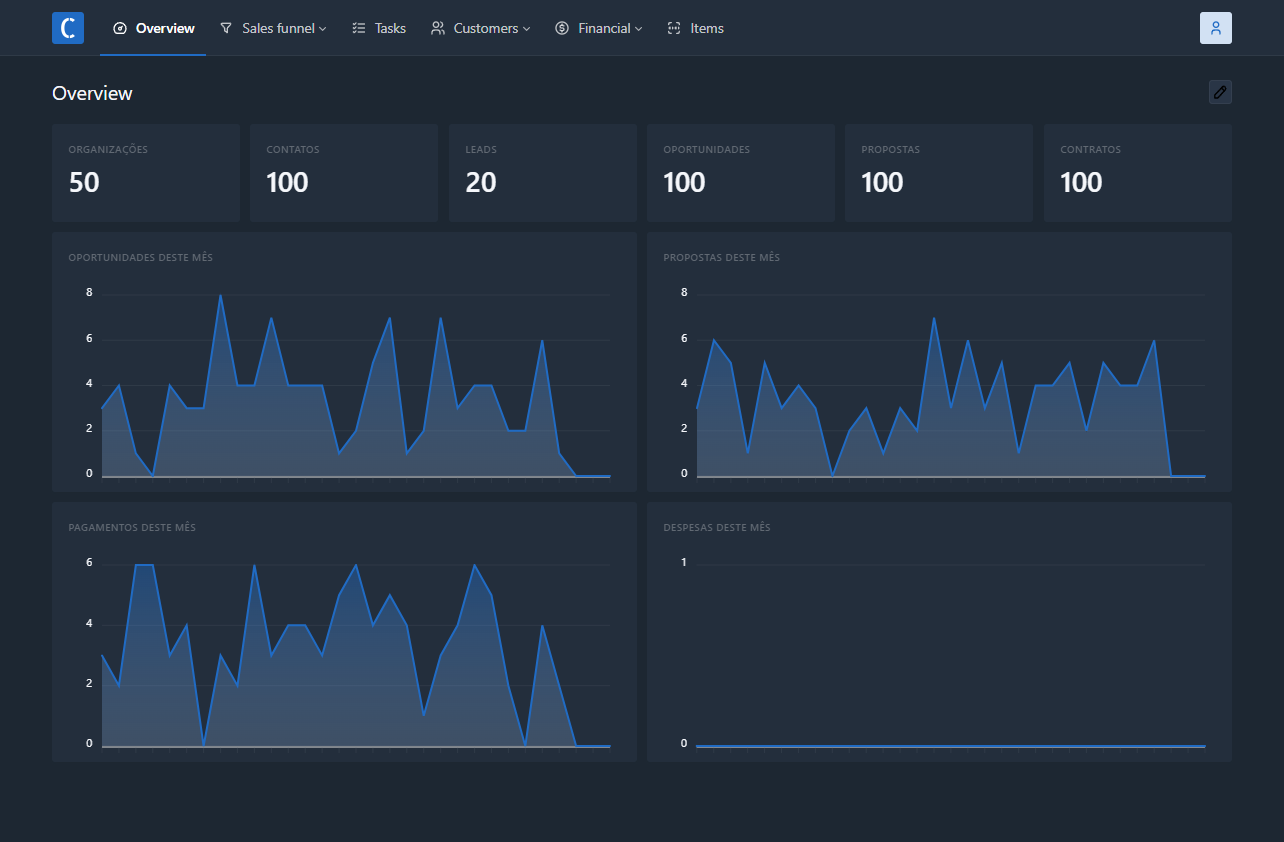 Overview Sales funnel Tasks Customers Financial Items
Overview
ORGANIZAÇÕES CONTATOS LEADS OPORTUNIDADES PROPOSTAS CONTRATOS
50 100 20 100 100 100
OPORTUNIDADES DESTE MÊS
8
6
4
2
0
PROPOSTAS DESTE MÊS
8
6
4
2
0
PAGAMENTOS DESTE MÊS
6
4
2
0
DESPESAS DESTE MÊS
1
0